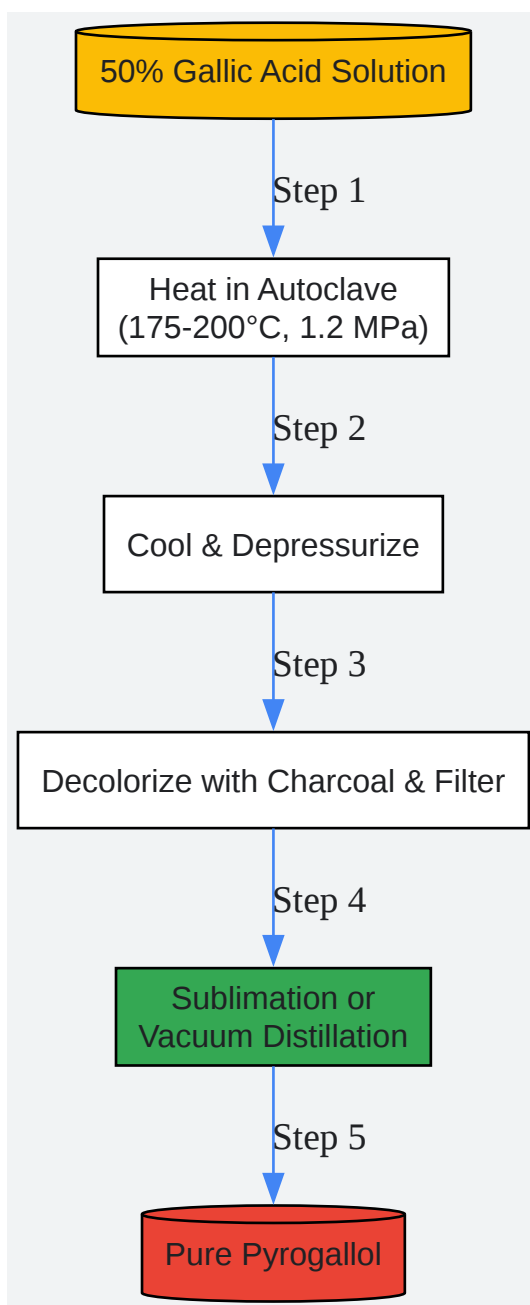 50% Gallic Acid Solution
Step 1
Heat in Autoclave
(175-200°C, 1.2 MPa)
Step 2
Cool & Depressurize
Step 3
Decolorize with Charcoal & Filter
Step 4
Sublimation or
Vacuum Distillation
Step 5
Pure Pyrogallol